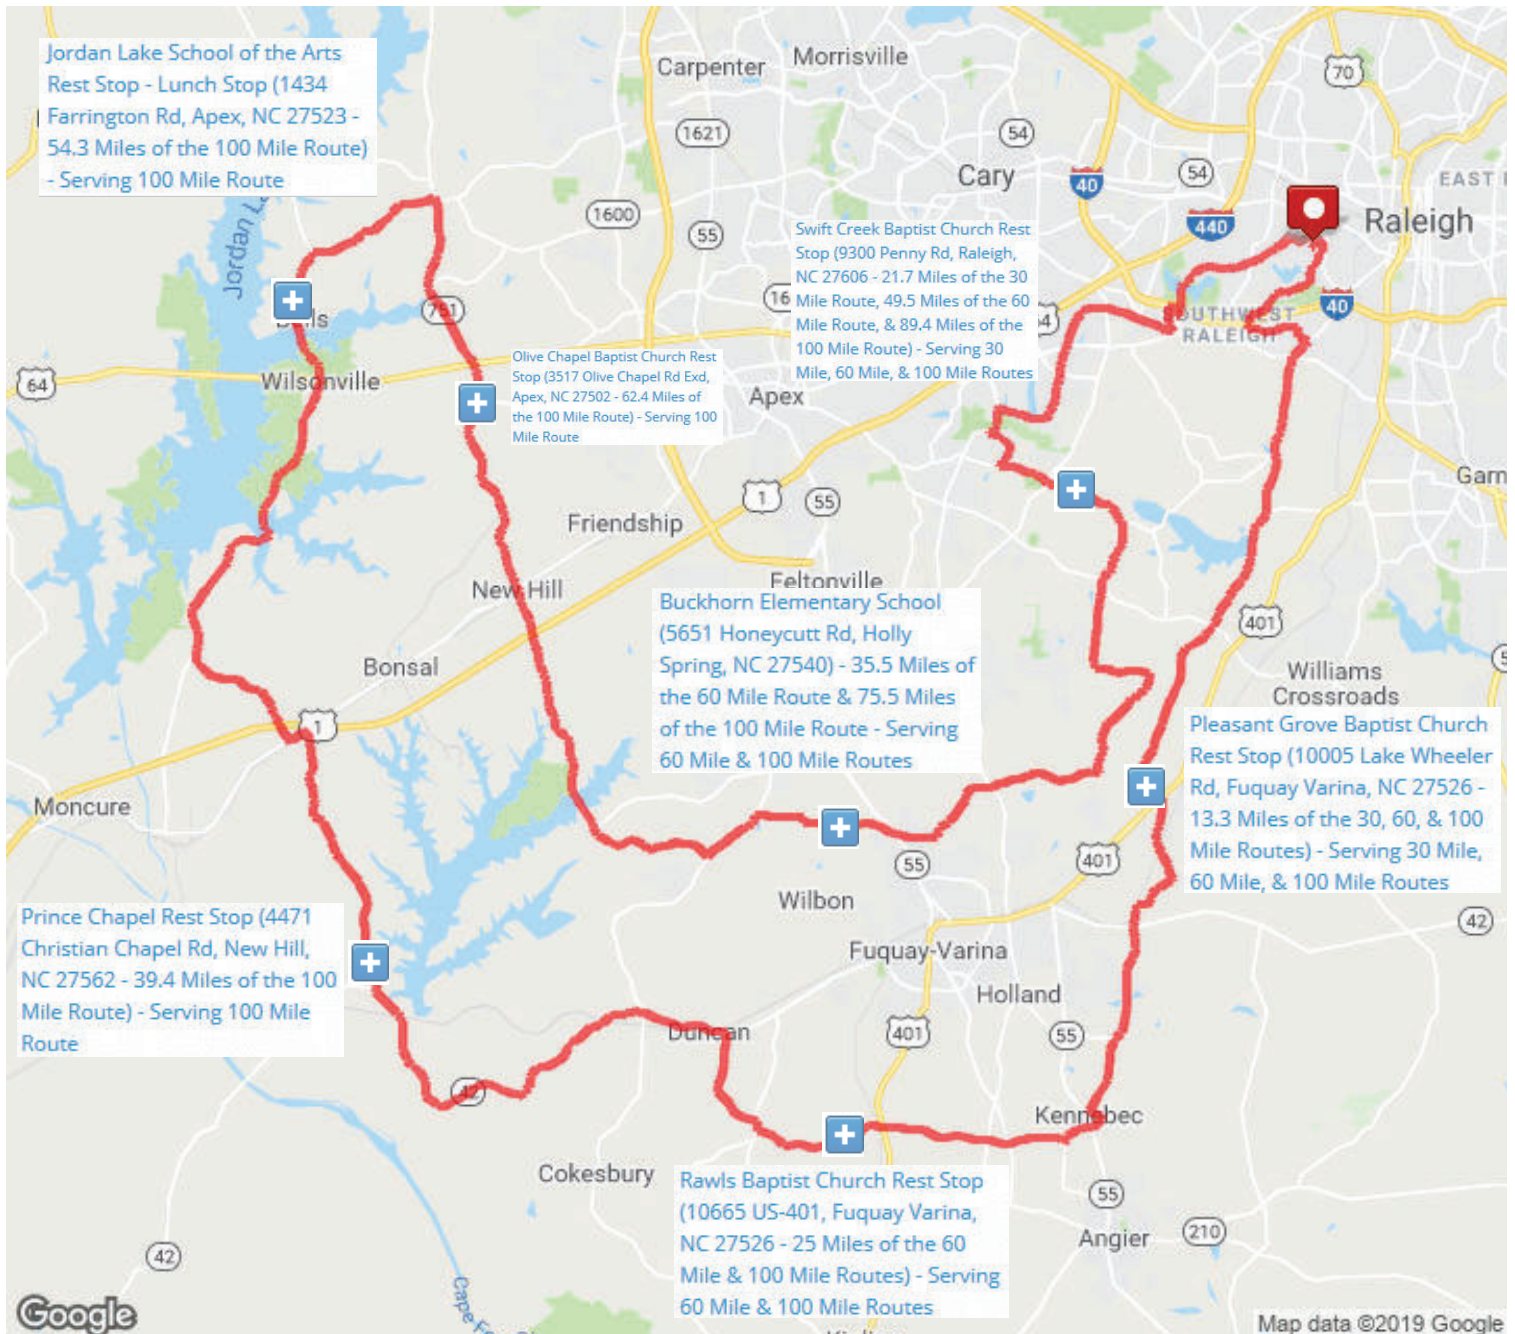 Jordan Lake School of the Arts
Rest Stop - Lunch Stop (1434
Farrington Rd, Apex, NC 27523 -
54.3 Miles of the 100 Mile Route)
- Serving 100 Mile Route
Carpenter
Morrisville
70
1621
54
Cary
40
54
EAST
1600
55
440
Raleigh
Jordan
Swift Creek Baptist Church Rest
Stop (9300 Penny Rd, Raleigh,
NC 27606 - 21.7 Miles of the 30
Mile Route, 49.5 Miles of the 60
Mile Route, & 89.4 Miles of the
100 Mile Route) - Serving 30
Mile, 60 Mile, & 100 Mile Routes
751
40
SOUTHWEST
RALEIGH
64
Wilsonville
Olive Chapel Baptist Church Rest
Stop (3517 Olive Chapel Rd Exd,
Apex, NC 27502 - 62.4 Miles of
the 100 Mile Route) - Serving 100
Mile Route
Apex
Garn
1
55
Friendship
Feltonville
New Hill
Buckhorn Elementary School
(5651 Honeycutt Rd, Holly
Spring, NC 27540) - 35.5 Miles of
the 60 Mile Route & 75.5 Miles
of the 100 Mile Route - Serving
60 Mile & 100 Mile Routes
401
Bonsal
Williams
Crossroads
1
Pleasant Grove Baptist Church
Rest Stop (10005 Lake Wheeler
Rd, Fuquay Varina, NC 27526 -
13.3 Miles of the 30, 60, & 100
Mile Routes) - Serving 30 Mile,
60 Mile, & 100 Mile Routes
Moncure
55
401
Wilbon
Prince Chapel Rest Stop (4471
Christian Chapel Rd, New Hill,
NC 27562 - 39.4 Miles of the 100
Mile Route) - Serving 100 Mile
Route
42
Fuquay-Varina
Holland
Duncan
401
55
42
Kennebec
Cokesbury
Rawls Baptist Church Rest Stop
(10665 US-401, Fuquay Varina,
NC 27526 - 25 Miles of the 60
Mile & 100 Mile Routes) - Serving
60 Mile & 100 Mile Routes
55
Angier
210
42
Cape
Google
Map data ©2019 Google